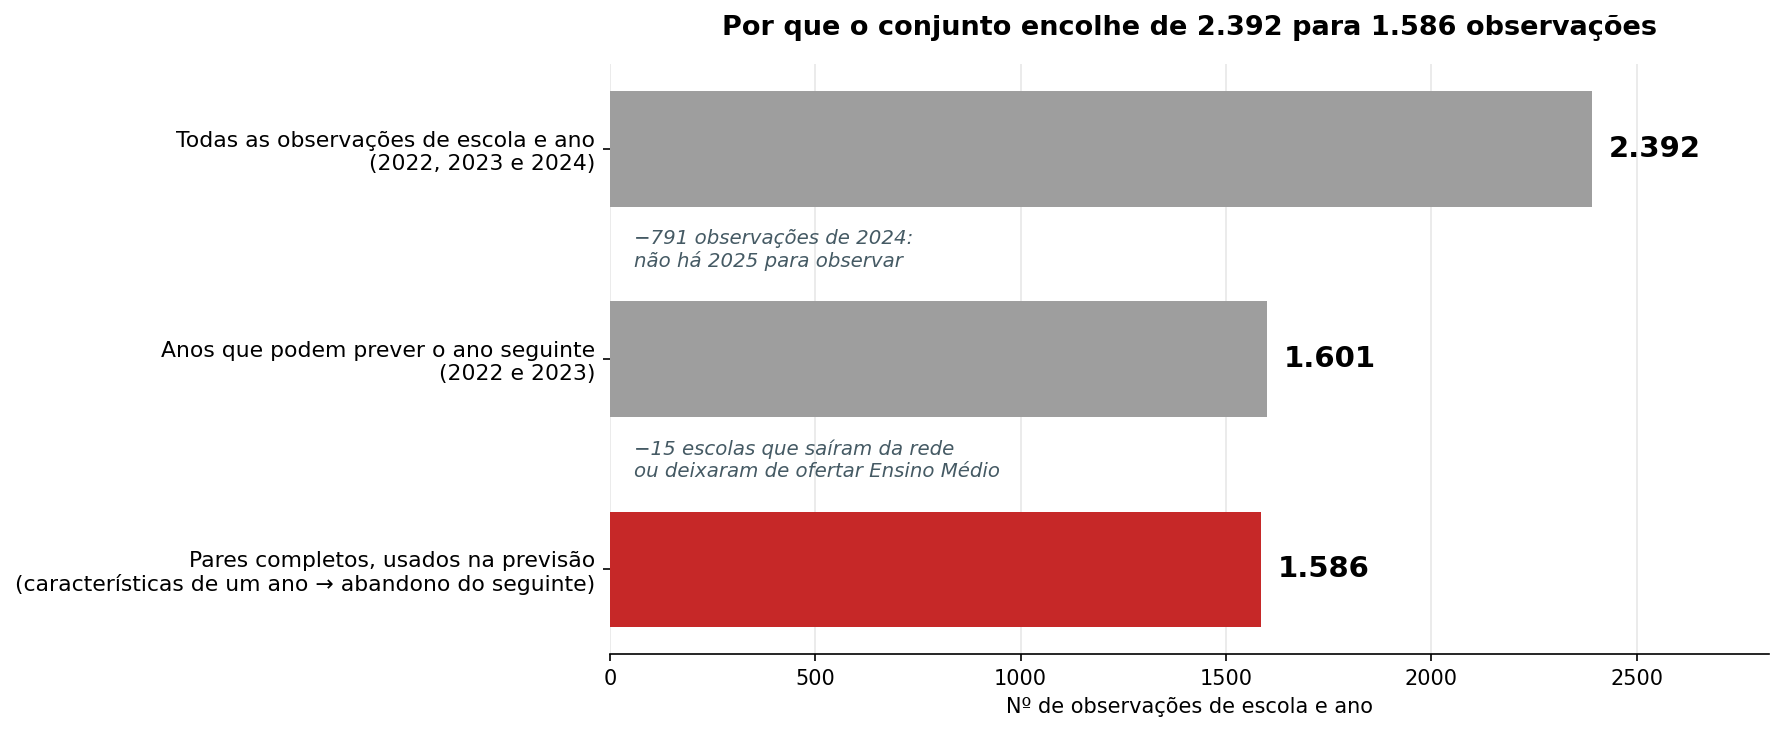 Por que o conjunto encolhe de 2.392 para 1.586 observações
Todas as observações de escola e ano
(2022, 2023 e 2024)
2.392
−791 observações de 2024:
não há 2025 para observar
Anos que podem prever o ano seguinte
(2022 e 2023)
1.601
−15 escolas que saíram da rede
ou deixaram de ofertar Ensino Médio
Pares completos, usados na previsão
(características de um ano → abandono do seguinte)
1.586
0 500 1000 1500 2000 2500
Nº de observações de escola e ano